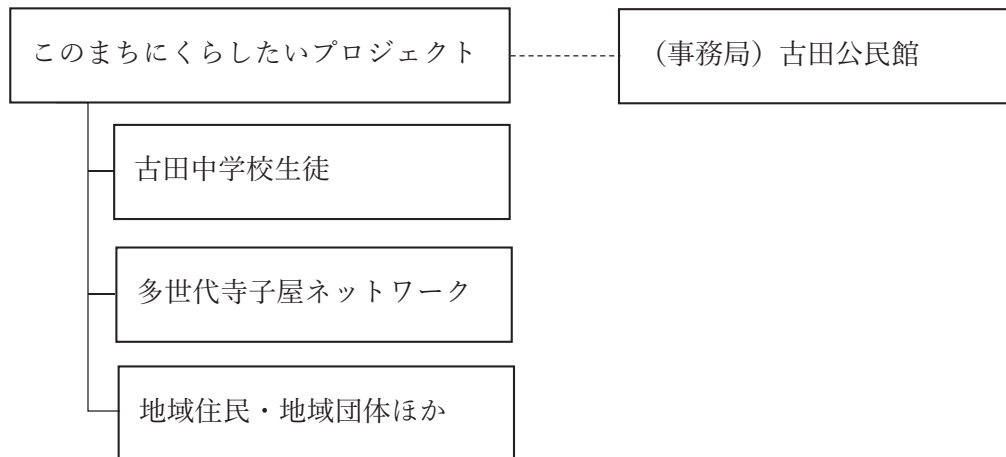 このまちにくらしたいプロジェクト
（事務局）古田公民館
古田中学校生徒
多世代寺子屋ネットワーク
地域住民・地域団体ほか